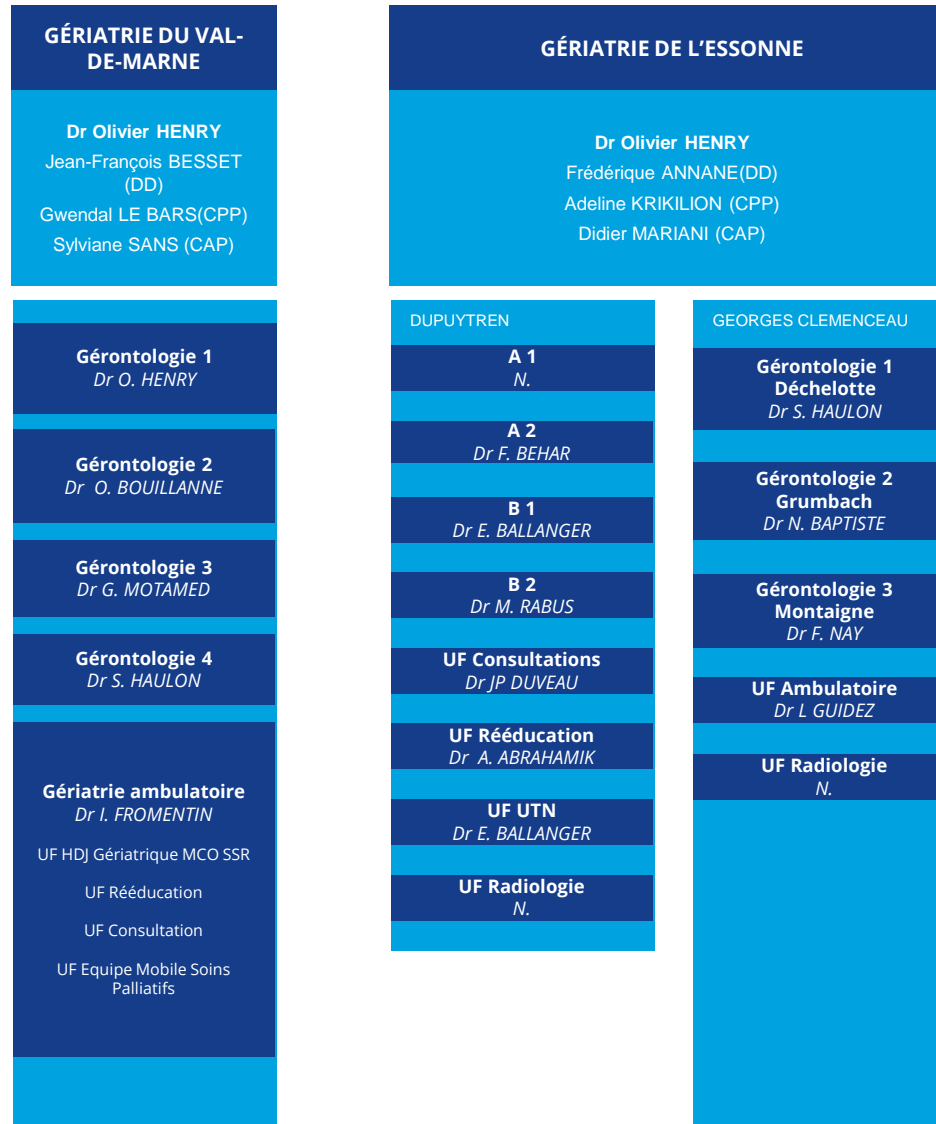 GÉRIATRIE DU VAL-
DE-MARNE
Dr Olivier HENRY
Jean-François BESSET
(DD)
Gwendal LE BARS(CPP)
Sylviane SANS (CAP)
Gérontologie 1
Dr O. HENRY
Gérontologie 2
Dr O. BOUILLANNE
Gérontologie 3
Dr G. MOTAMED
Gérontologie 4
Dr S. HAULON
Gériatrie ambulatoire
Dr I. FROMENTIN
UF HDJ Gériatrique MCO SSR
UF Rééducation
UF Consultation
UF Equipe Mobile Soins
Palliatifs
GÉRIATRIE DE L’ESSONNE
Dr Olivier HENRY
Frédérique ANNANE(DD)
Adeline KRIKILION (CPP)
Didier MARIANI (CAP)
DUPUYTREN
A 1
N.
A 2
Dr F. BEHAR
B 1
Dr E. BALLANGER
B 2
Dr M. RABUS
UF Consultations
Dr JP DUVEAU
UF Rééducation
Dr A. ABRAHAMIK
UF UTN
Dr E. BALLANGER
UF Radiologie
N.
GEORGES CLEMENCEAU
Gérontologie 1
Déchelotte
Dr S. HAULON
Gérontologie 2
Grumbach
Dr N. BAPTISTE
Gérontologie 3
Montaigne
Dr F. NAY
UF Ambulatoire
Dr L GUIDEZ
UF Radiologie
N.